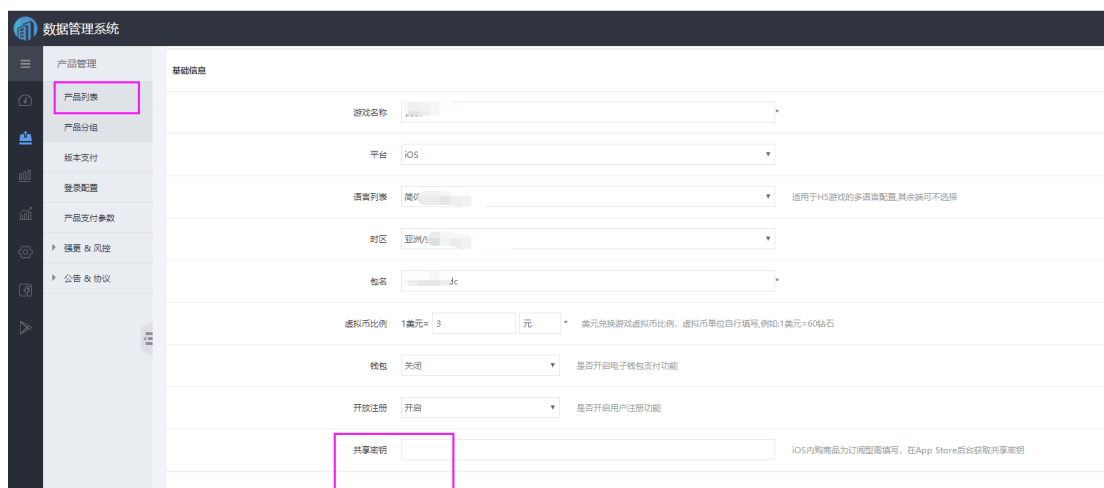 数据管理系统
产品管理
产品列表
产品分组
版本支付
登录配置
产品支付参数
强更 & 风控
公告 & 协议
基础信息
游戏名称 *
平台 iOS
语言列表 简 适用于H5游戏的多语言配置,其余端可不选择
时区 亚洲/
包名 dc *
虚拟币比例 1美元= 3 元 * 美元兑换游戏虚拟币比例，虚拟币单位自行填写,例如:1美元=60钻石
钱包 关闭 是否开启电子钱包支付功能
开放注册 开启 是否开启用户注册功能
共享密钥 iOS内购商品为订阅型需填写，在App Store后台获取共享密钥